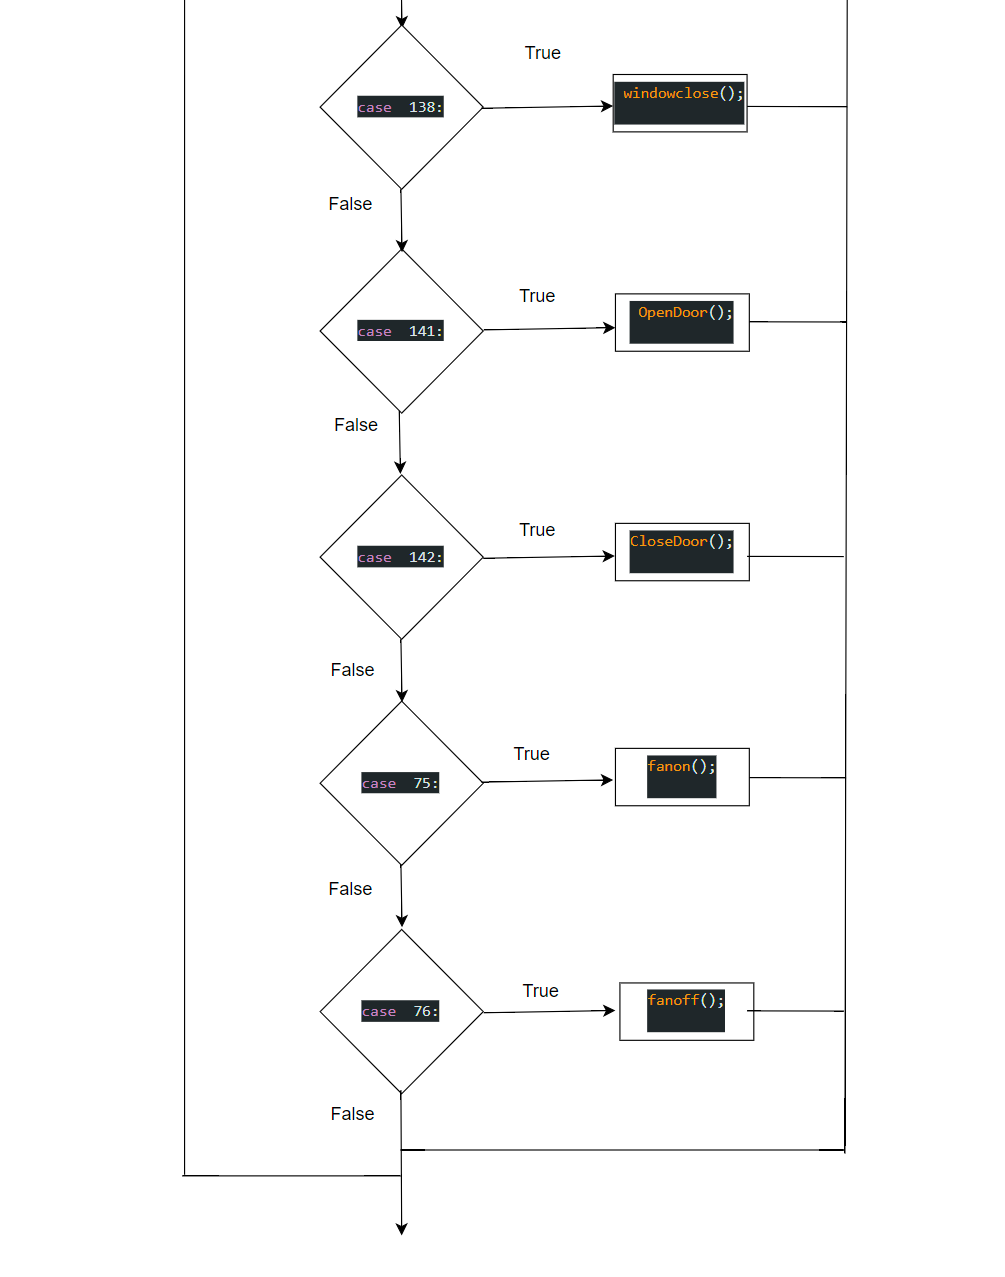 True
case  138:
windowclose();
False
True
case  141:
OpenDoor();
False
True
case  142:
CloseDoor();
False
True
case  75:
fanon();
False
True
case  76:
fanoff();
False